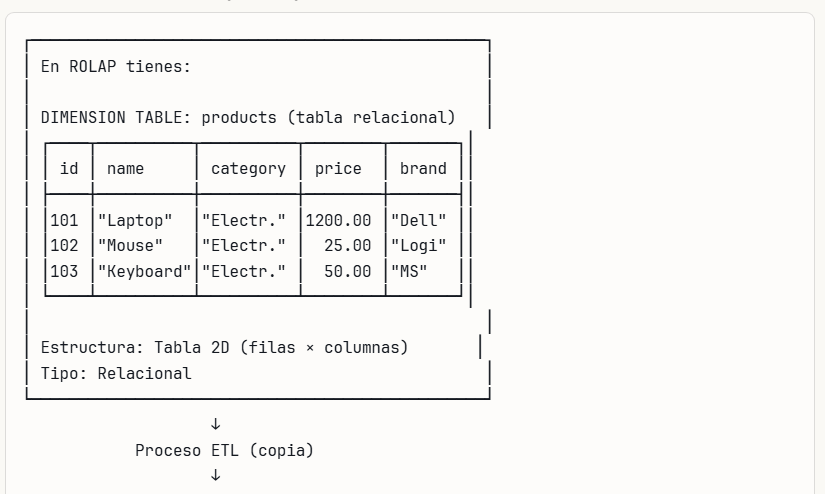 En ROLAP tienes:
DIMENSION TABLE: products (tabla relacional)
id name category price brand
101 "Laptop" "Electr." 1200.00 "Dell"
102 "Mouse" "Electr." 25.00 "Logi"
103 "Keyboard" "Electr." 50.00 "MS"
Estructura: Tabla 2D (filas × columnas)
Tipo: Relacional
↓
Proceso ETL (copia)
↓